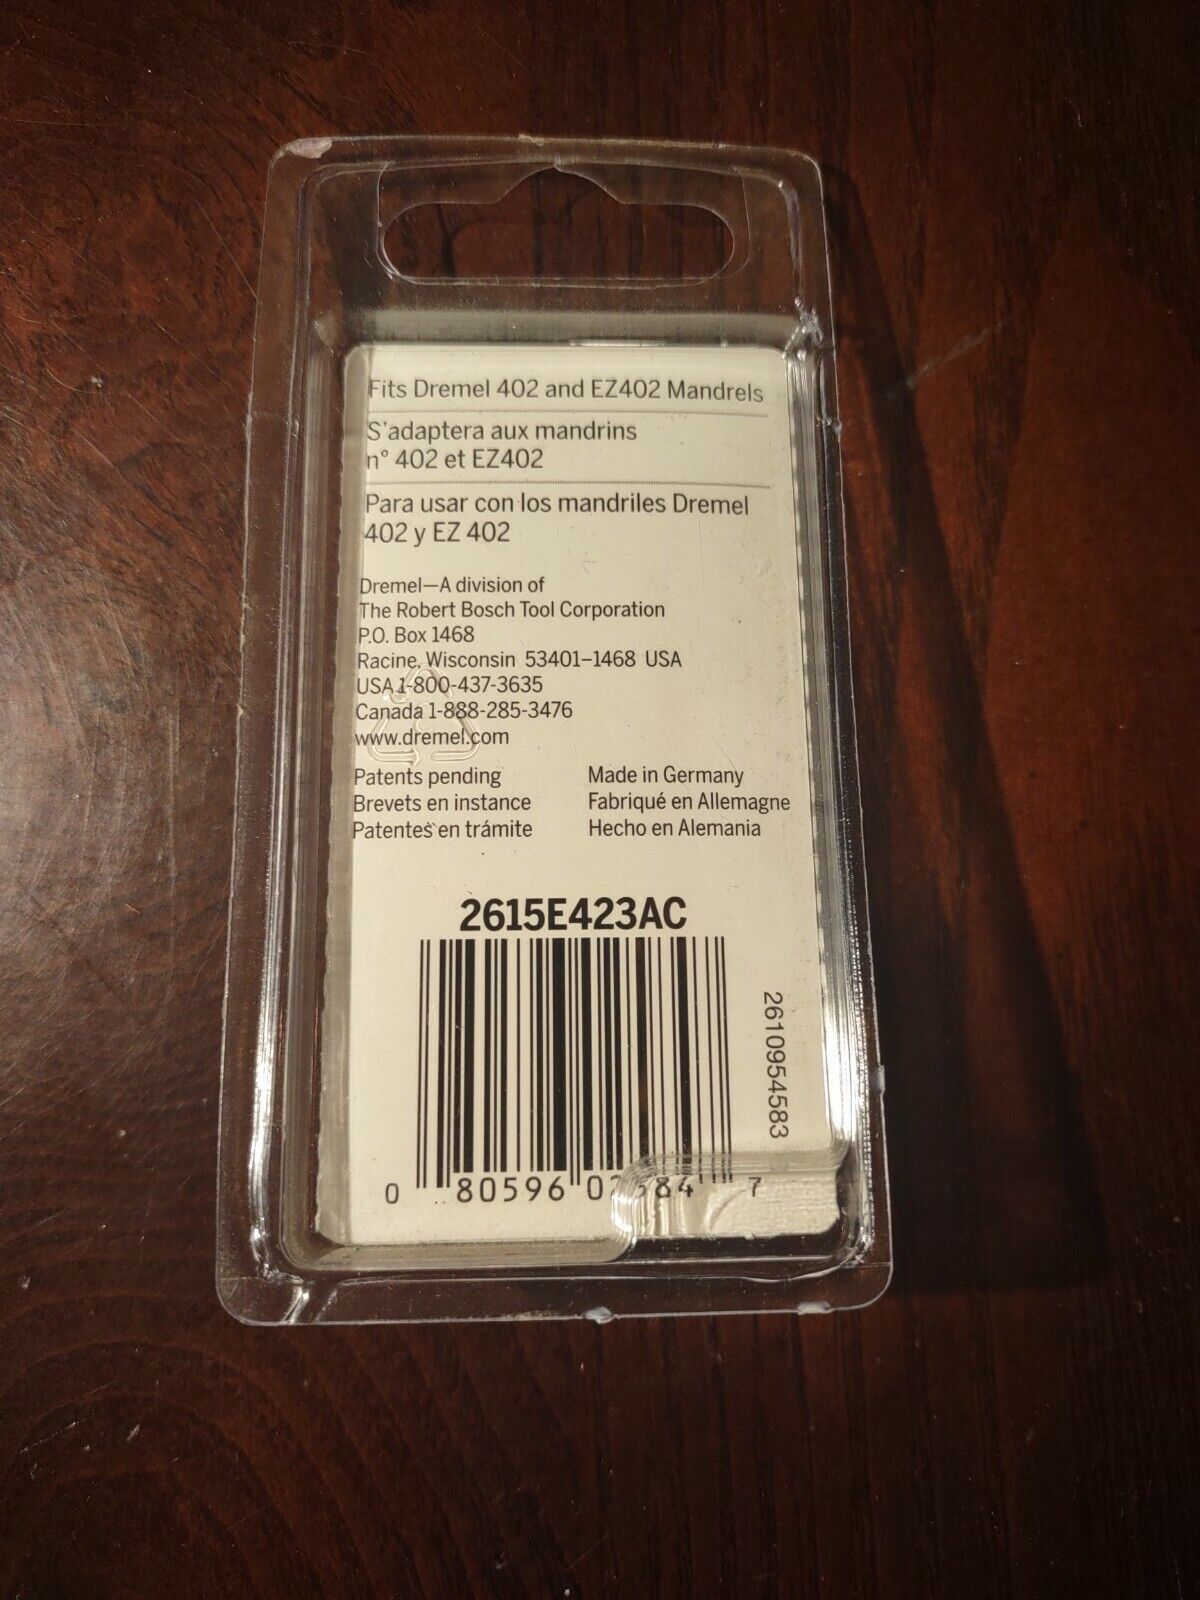 Fits Dremel 402 and EZ402 Mandrels
S'adaptera aux mandrins
n° 402 et EZ402
Para usar con los mandriles Dremel
402 y EZ 402
Dremel—A division of
The Robert Bosch Tool Corporation
P.O. Box 1468
Racine, Wisconsin 53401–1468 USA
USA 1-800-437-3635
Canada 1-888-285-3476
www.dremel.com
Patents pending
Brevets en instance
Patentes en trámite
Made in Germany
Fabriqué en Allemagne
Hecho en Alemania
2615E423AC
2610954583
0 80596 7